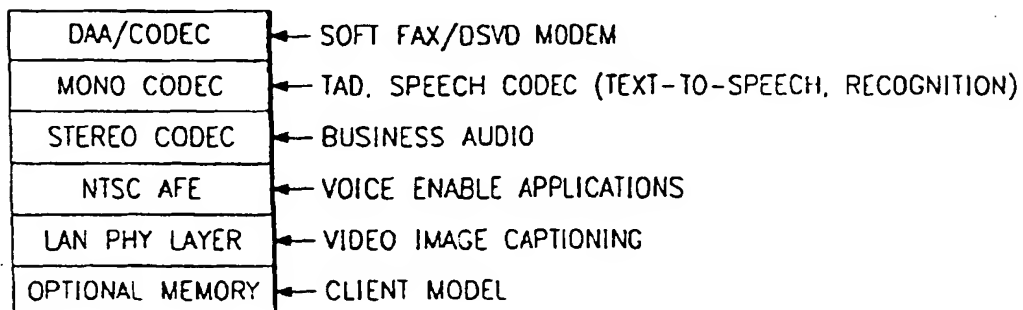 DAA/CODEC ← SOFT FAX/DSVD MODEM
MONO CODEC ← TAD. SPEECH CODEC (TEXT-TO-SPEECH, RECOGNITION)
STEREO CODEC ← BUSINESS AUDIO
NTSC AFE ← VOICE ENABLE APPLICATIONS
LAN PHY LAYER ← VIDEO IMAGE CAPTIONING
OPTIONAL MEMORY ← CLIENT MODEL